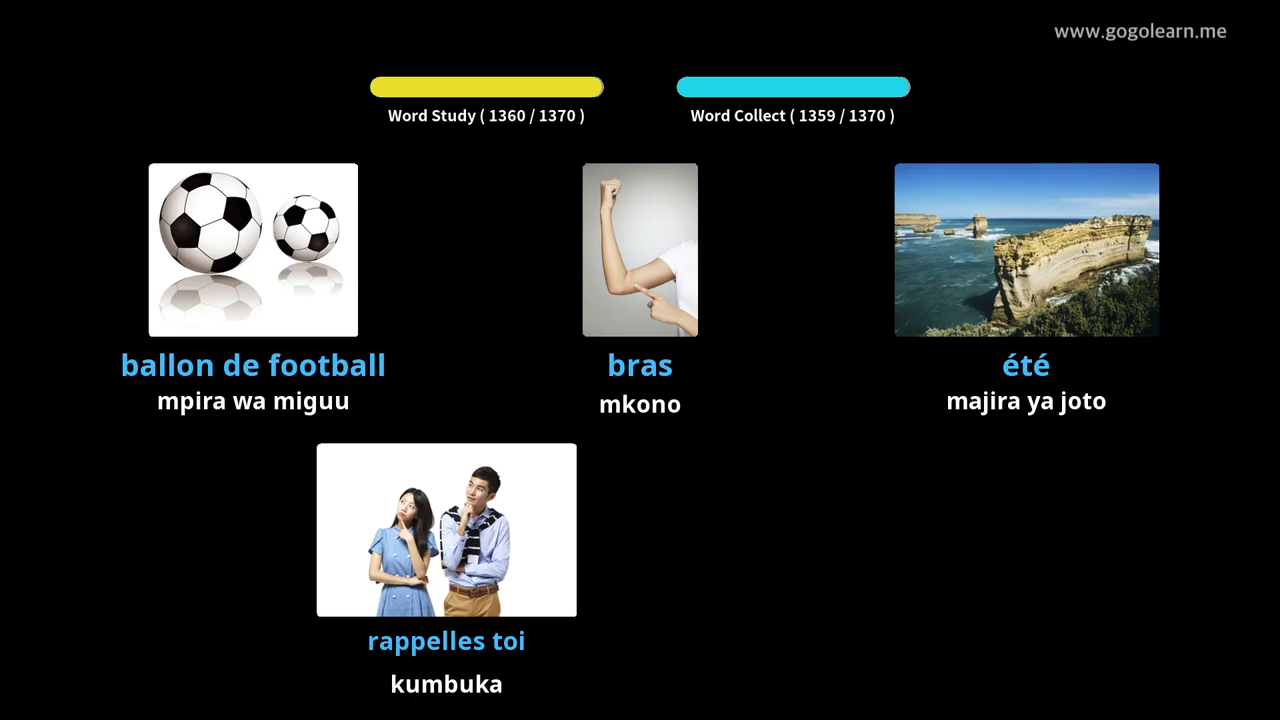 www.gogolearn.me
Word Study ( 1360 / 1370 )
Word Collect ( 1359 / 1370 )
ballon de football
mpira wa miguu
bras
mkono
été
majira ya joto
rappelles toi
kumbuka